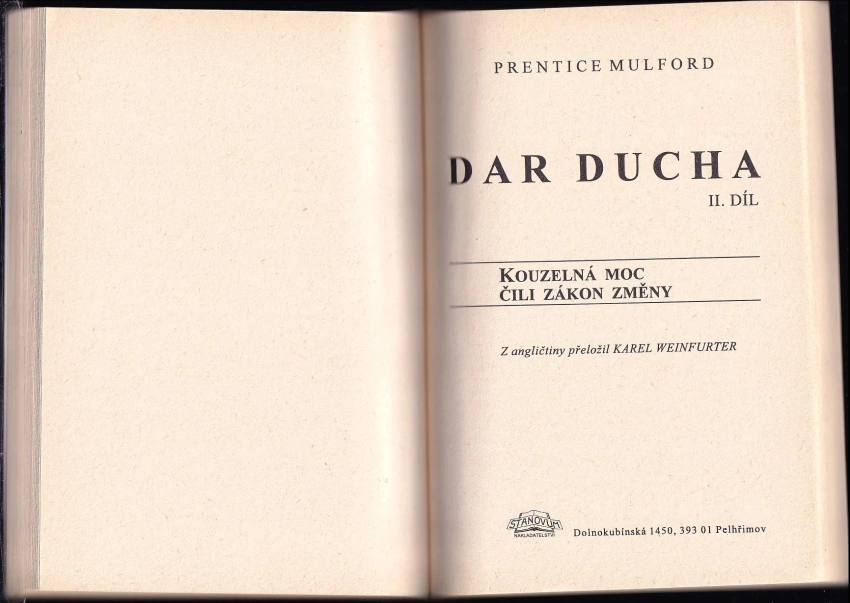 PRENTICE MULFORD
DAR DUCHA
II. DÍL
KOUZELNÁ MOC
ČILI ZÁKON ZMĚNY
Z angličtiny přeložil KAREL WEINFURTER
STANOVUM
NAKLADATELSTVÍ
Dolnokubínská 1450, 393 01 Pelhřimov